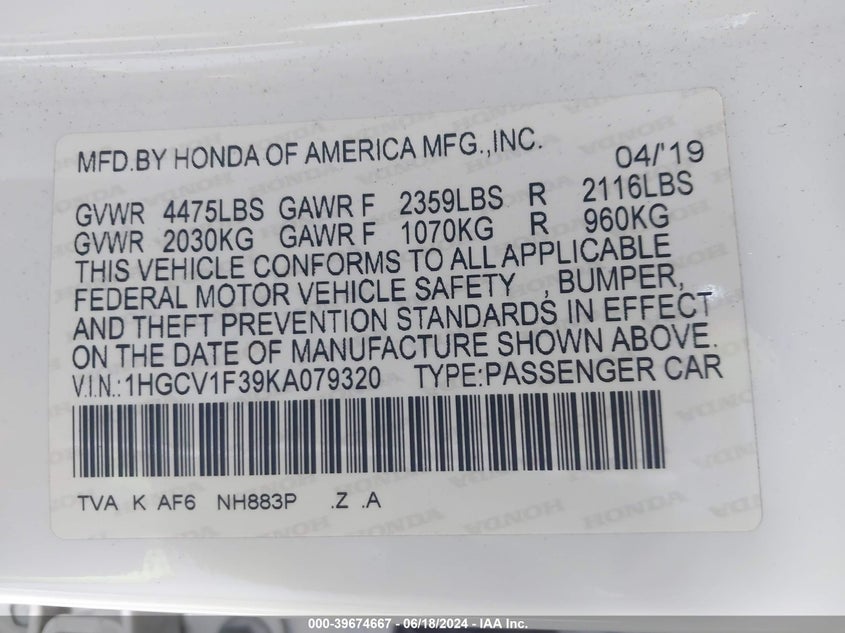 MFD.BY HONDA OF AMERICA MFG.,INC. 04/'19
GVWR 4475LBS GAWR F 2359LBS R 2116LBS
GVWR 2030KG GAWR F 1070KG R 960KG
THIS VEHICLE CONFORMS TO ALL APPLICABLE
FEDERAL MOTOR VEHICLE SAFETY , BUMPER,
AND THEFT PREVENTION STANDARDS IN EFFECT
ON THE DATE OF MANUFACTURE SHOWN ABOVE.
V.I.N.:1HGCV1F39KA079320 TYPE:PASSENGER CAR
TVA K AF6 NH883P .Z .A
000-39674667 - 06/18/2024 - IAA Inc.